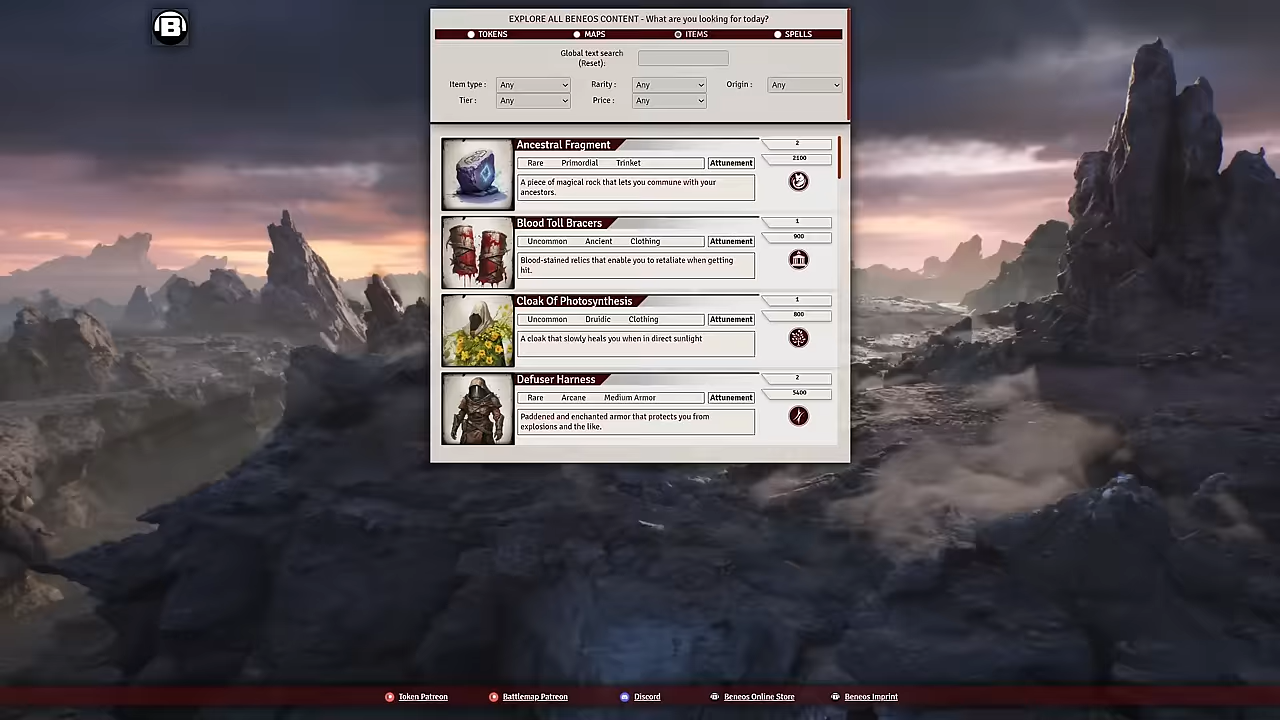 B
EXPLORE ALL BENEOS CONTENT - What are you looking for today?
TOKENS MAPS ITEMS SPELLS
Global text search
(Reset):
Item type : Any Rarity : Any Origin : Any
Tier : Any Price : Any
Ancestral Fragment 2
Rare Primordial Trinket Attunement 2100
A piece of magical rock that lets you commune with your
ancestors.
Blood Toll Bracers 1
Uncommon Ancient Clothing Attunement 900
Blood-stained relics that enable you to retaliate when getting
hit.
Cloak Of Photosynthesis 1
Uncommon Druidic Clothing Attunement 800
A cloak that slowly heals you when in direct sunlight
Defuser Harness 2
Rare Arcane Medium Armor Attunement 5400
Paddened and enchanted armor that protects you from
explosions and the like.
Token Patreon Battlemap Patreon Discord Beneos Online Store Beneos Imprint